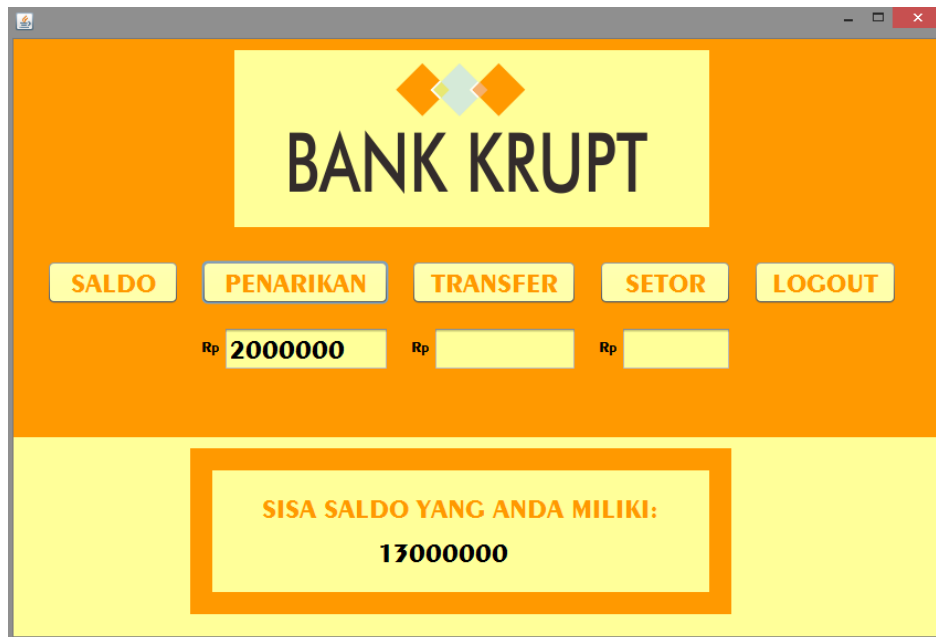 BANK KRUPT
SALDO PENARIKAN TRANSFER SETOR LOGOUT
Rp 2000000 Rp Rp
SISA SALDO YANG ANDA MILIKI:
13000000